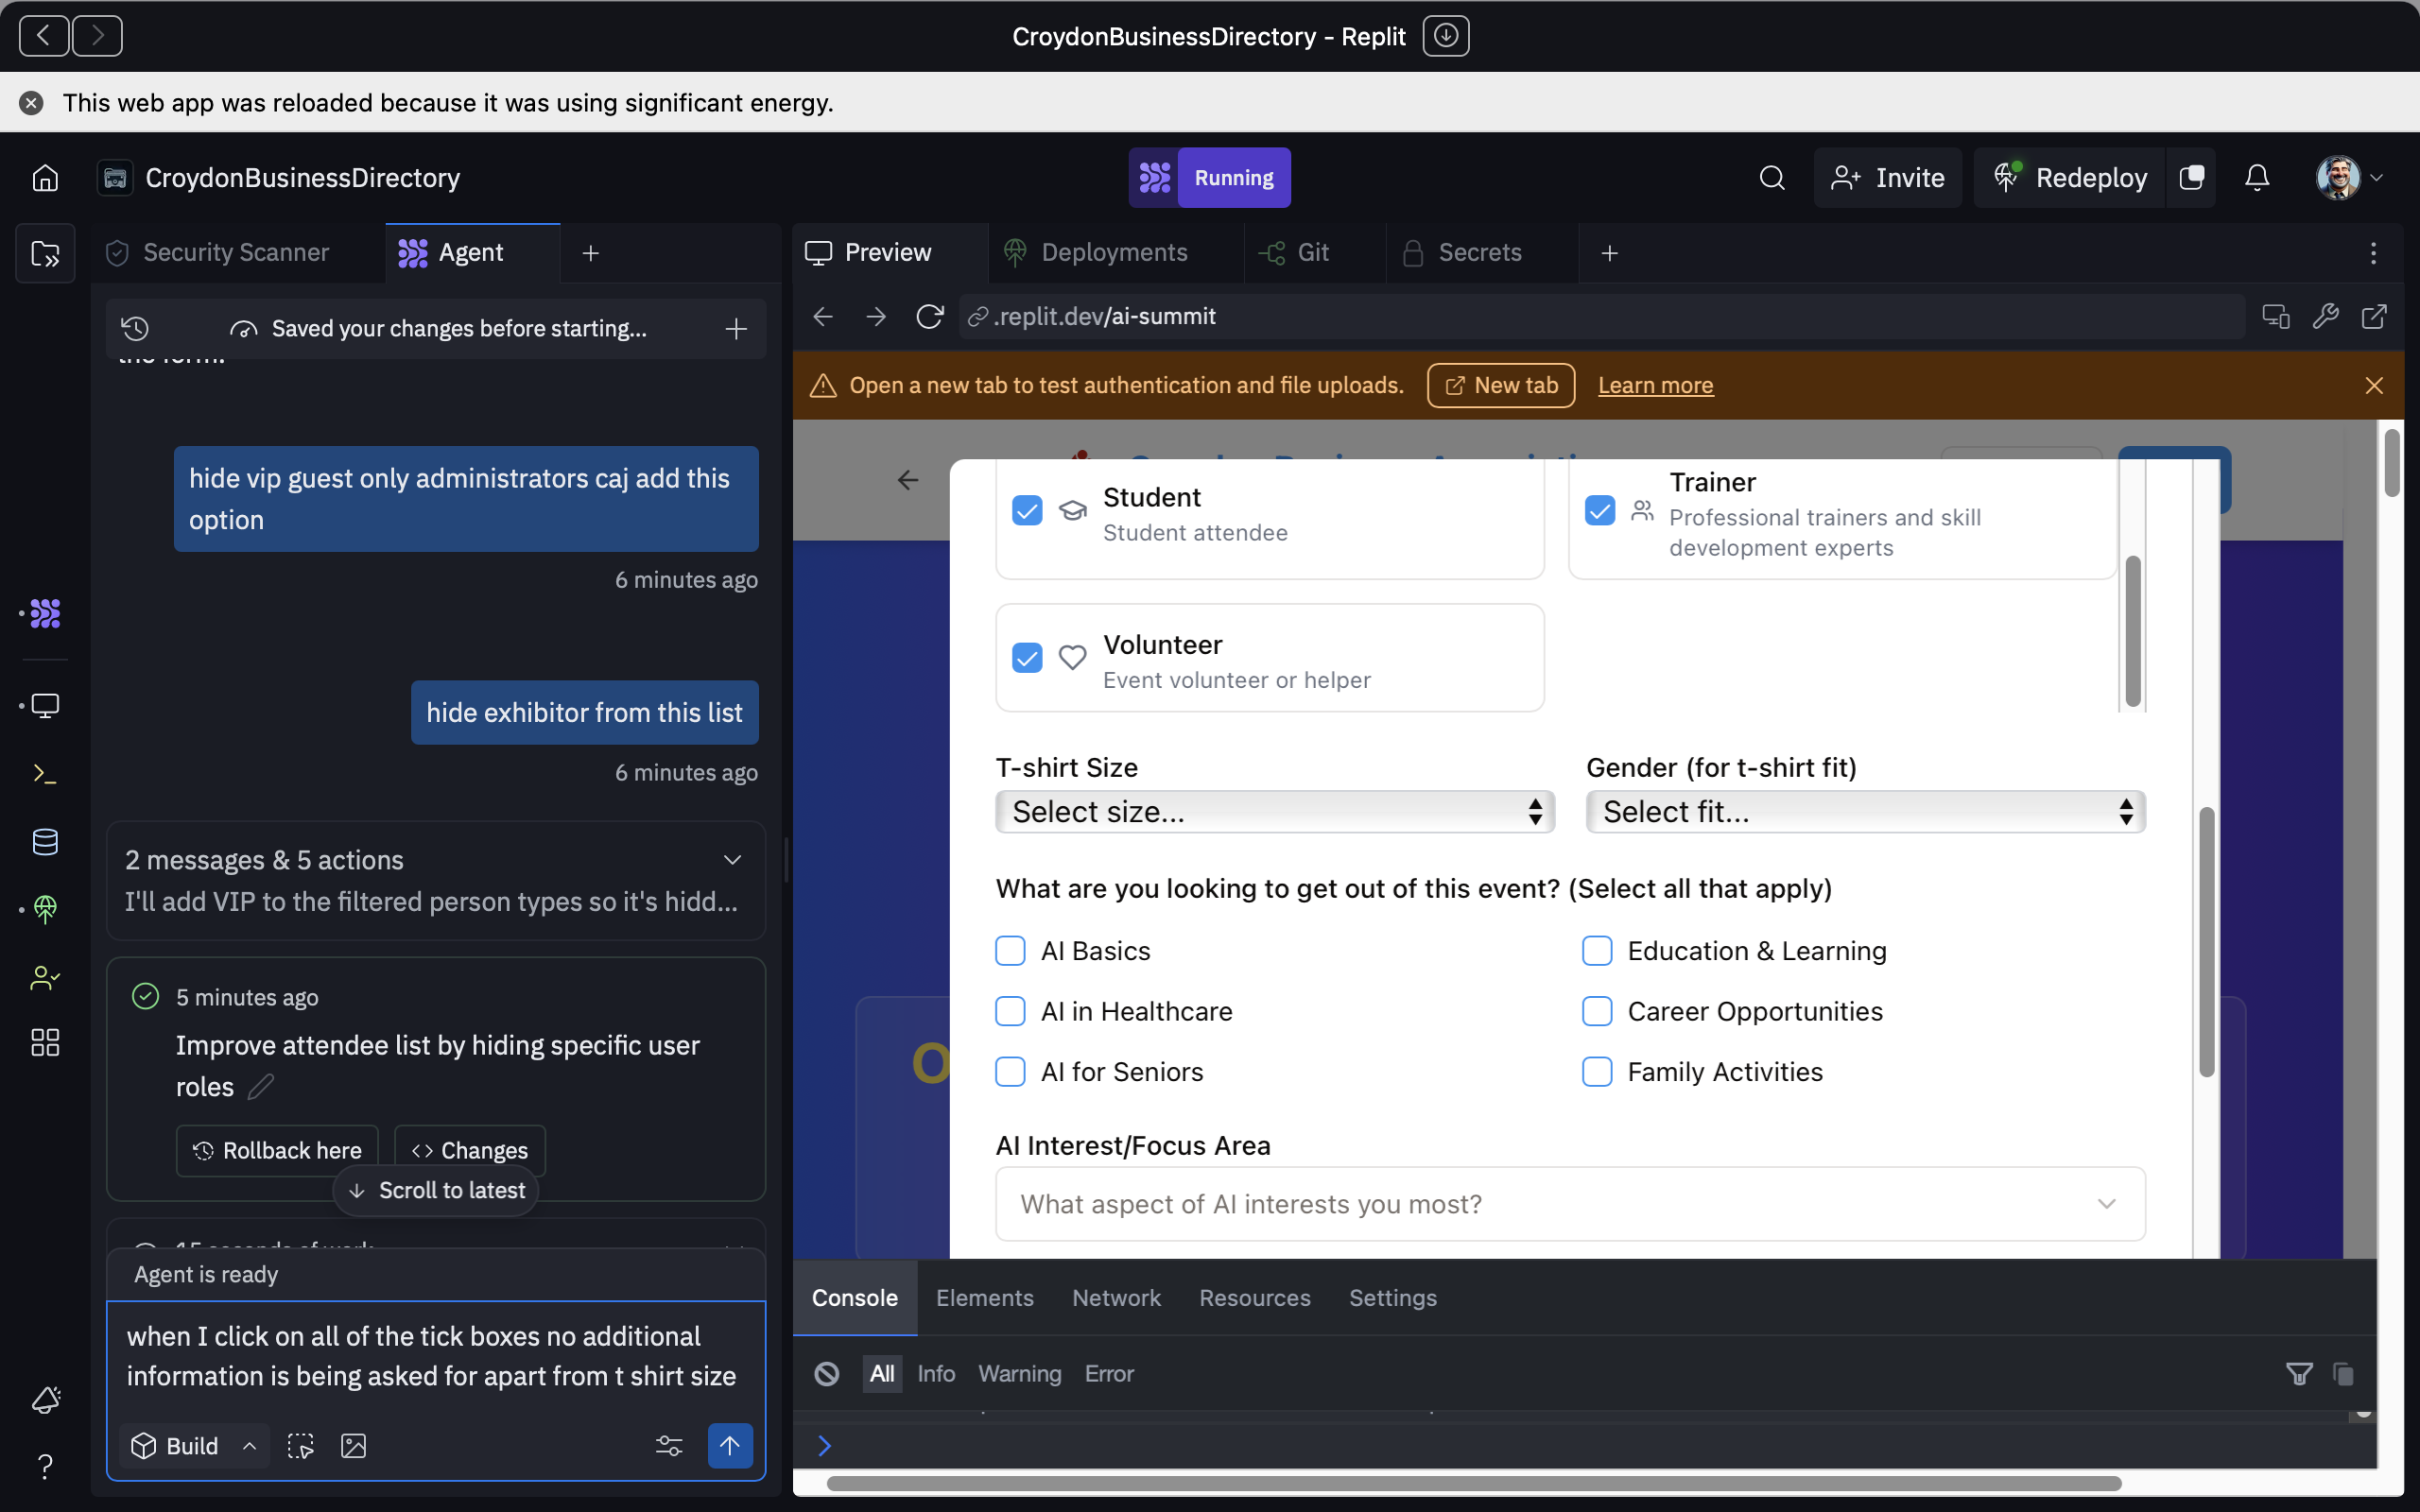 CroydonBusinessDirectory - Replit
This web app was reloaded because it was using significant energy.
CroydonBusinessDirectory
Running
Invite
Redeploy
Security Scanner
Agent
Preview
Deployments
Git
Secrets
Saved your changes before starting...
.replit.dev/ai-summit
the form.
Open a new tab to test authentication and file uploads.
New tab
Learn more
hide vip guest only administrators caj add this
option
6 minutes ago
hide exhibitor from this list
6 minutes ago
2 messages & 5 actions
I'll add VIP to the filtered person types so it's hidd...
5 minutes ago
Improve attendee list by hiding specific user
roles
Rollback here
Changes
Scroll to latest
15 seconds of work
Agent is ready
when I click on all of the tick boxes no additional
information is being asked for apart from t shirt size
Build
Student
Student attendee
Trainer
Professional trainers and skill
development experts
Volunteer
Event volunteer or helper
T-shirt Size
Select size...
Gender (for t-shirt fit)
Select fit...
What are you looking to get out of this event? (Select all that apply)
AI Basics
Education & Learning
AI in Healthcare
Career Opportunities
AI for Seniors
Family Activities
AI Interest/Focus Area
What aspect of AI interests you most?
O
Console
Elements
Network
Resources
Settings
All
Info
Warning
Error